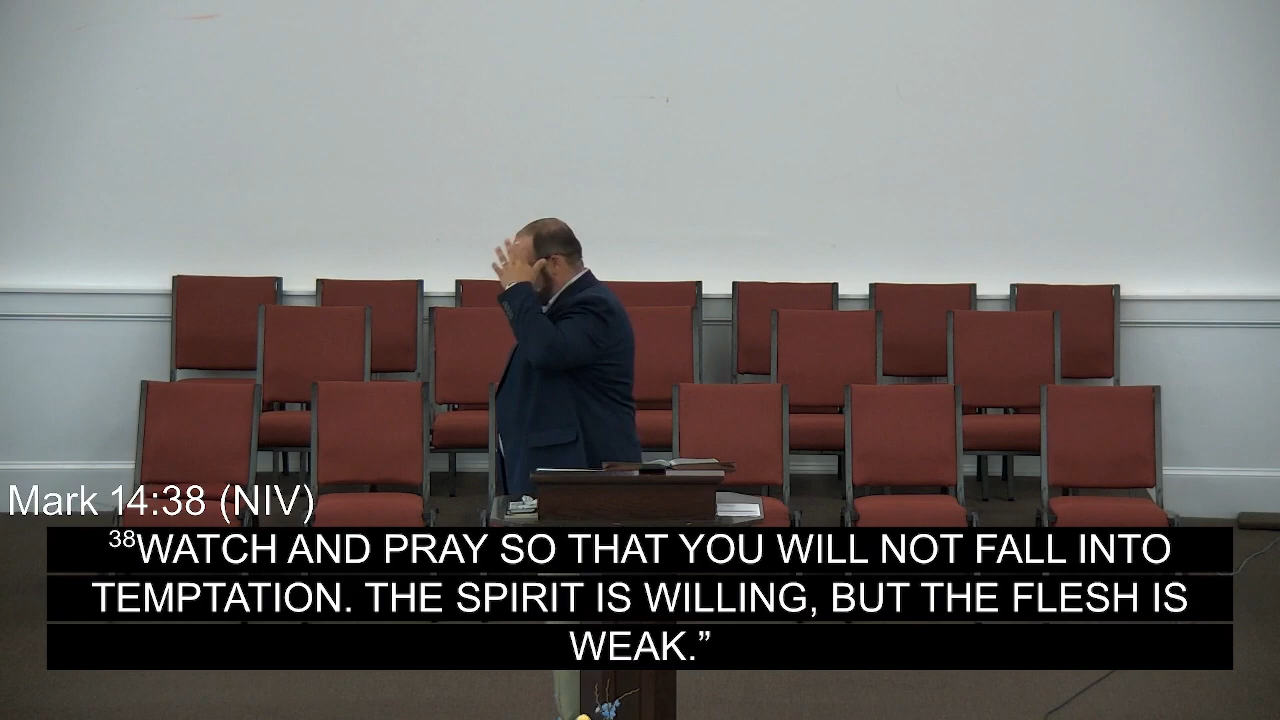 Mark 14:38 (NIV)
38WATCH AND PRAY SO THAT YOU WILL NOT FALL INTO
TEMPTATION. THE SPIRIT IS WILLING, BUT THE FLESH IS
WEAK.”